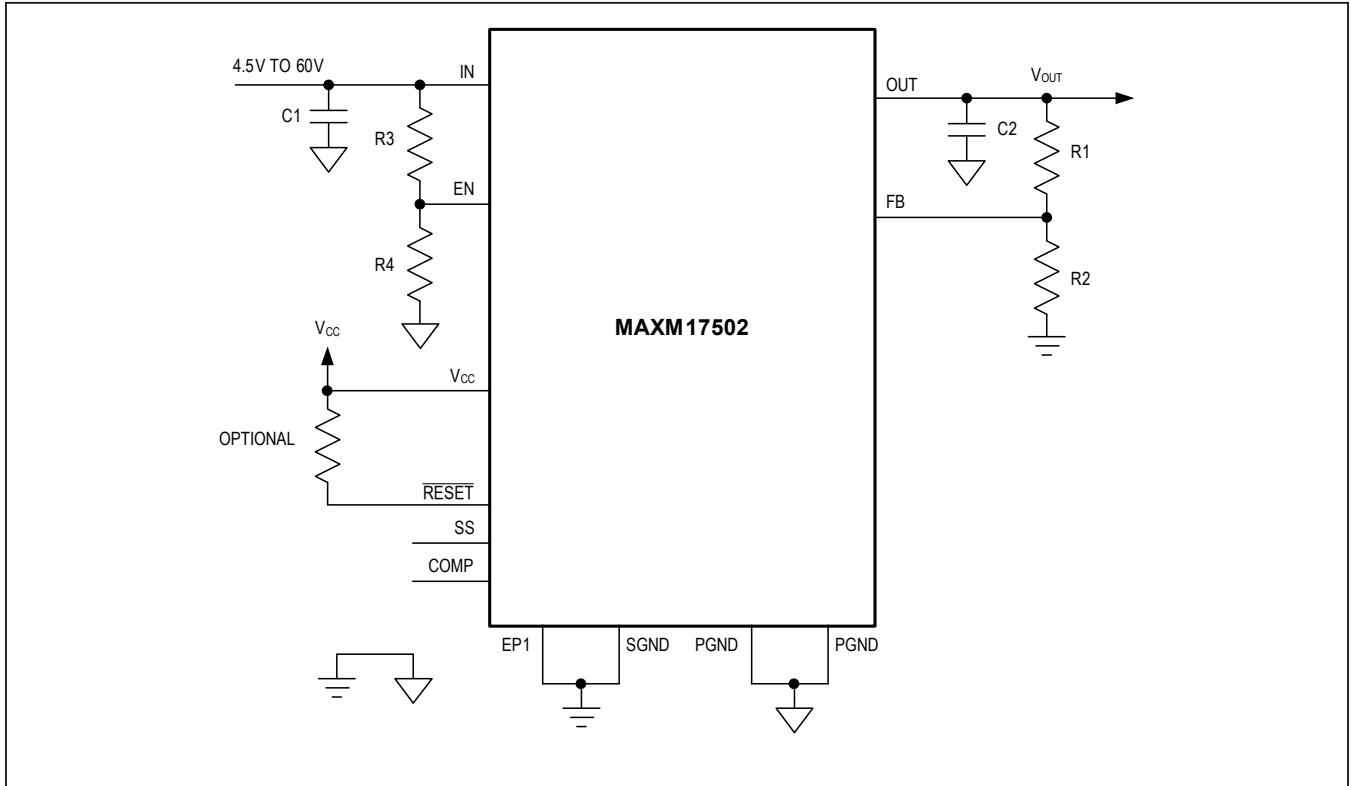 4.5V TO 60V
IN
C1
R3
EN
R4
VCC
VCC
OPTIONAL
RESET
SS
COMP
MAXM17502
OUT
VOUT
C2
R1
FB
R2
EP1
SGND
PGND
PGND